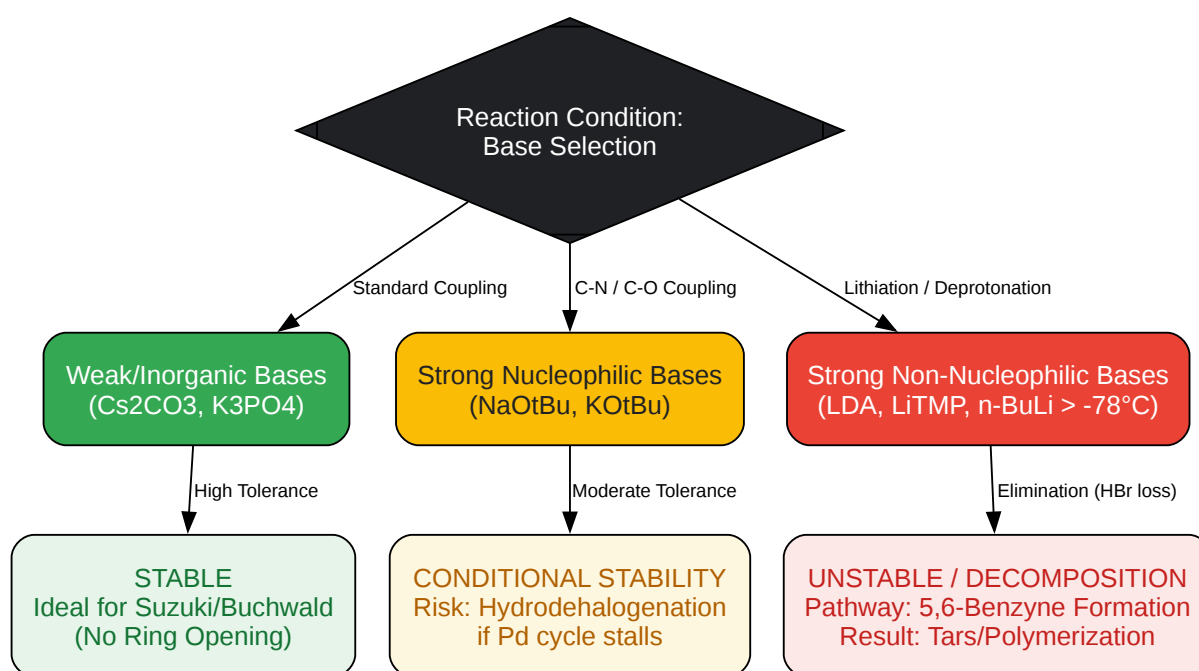 Reaction Condition:
Base Selection
Standard Coupling
C-N / C-O Coupling
Lithiation / Deprotonation
Weak/Inorganic Bases
(Cs2CO3, K3PO4)
Strong Nucleophilic Bases
(NaOtBu, KOtBu)
Strong Non-Nucleophilic Bases
(LDA, LiTMP, n-BuLi > -78°C)
High Tolerance
Moderate Tolerance
Elimination (HBr loss)
STABLE
Ideal for Suzuki/Buchwald
(No Ring Opening)
CONDITIONAL STABILITY
Risk: Hydrodehalogenation
if Pd cycle stalls
UNSTABLE / DECOMPOSITION
Pathway: 5,6-Benzyne Formation
Result: Tars/Polymerization